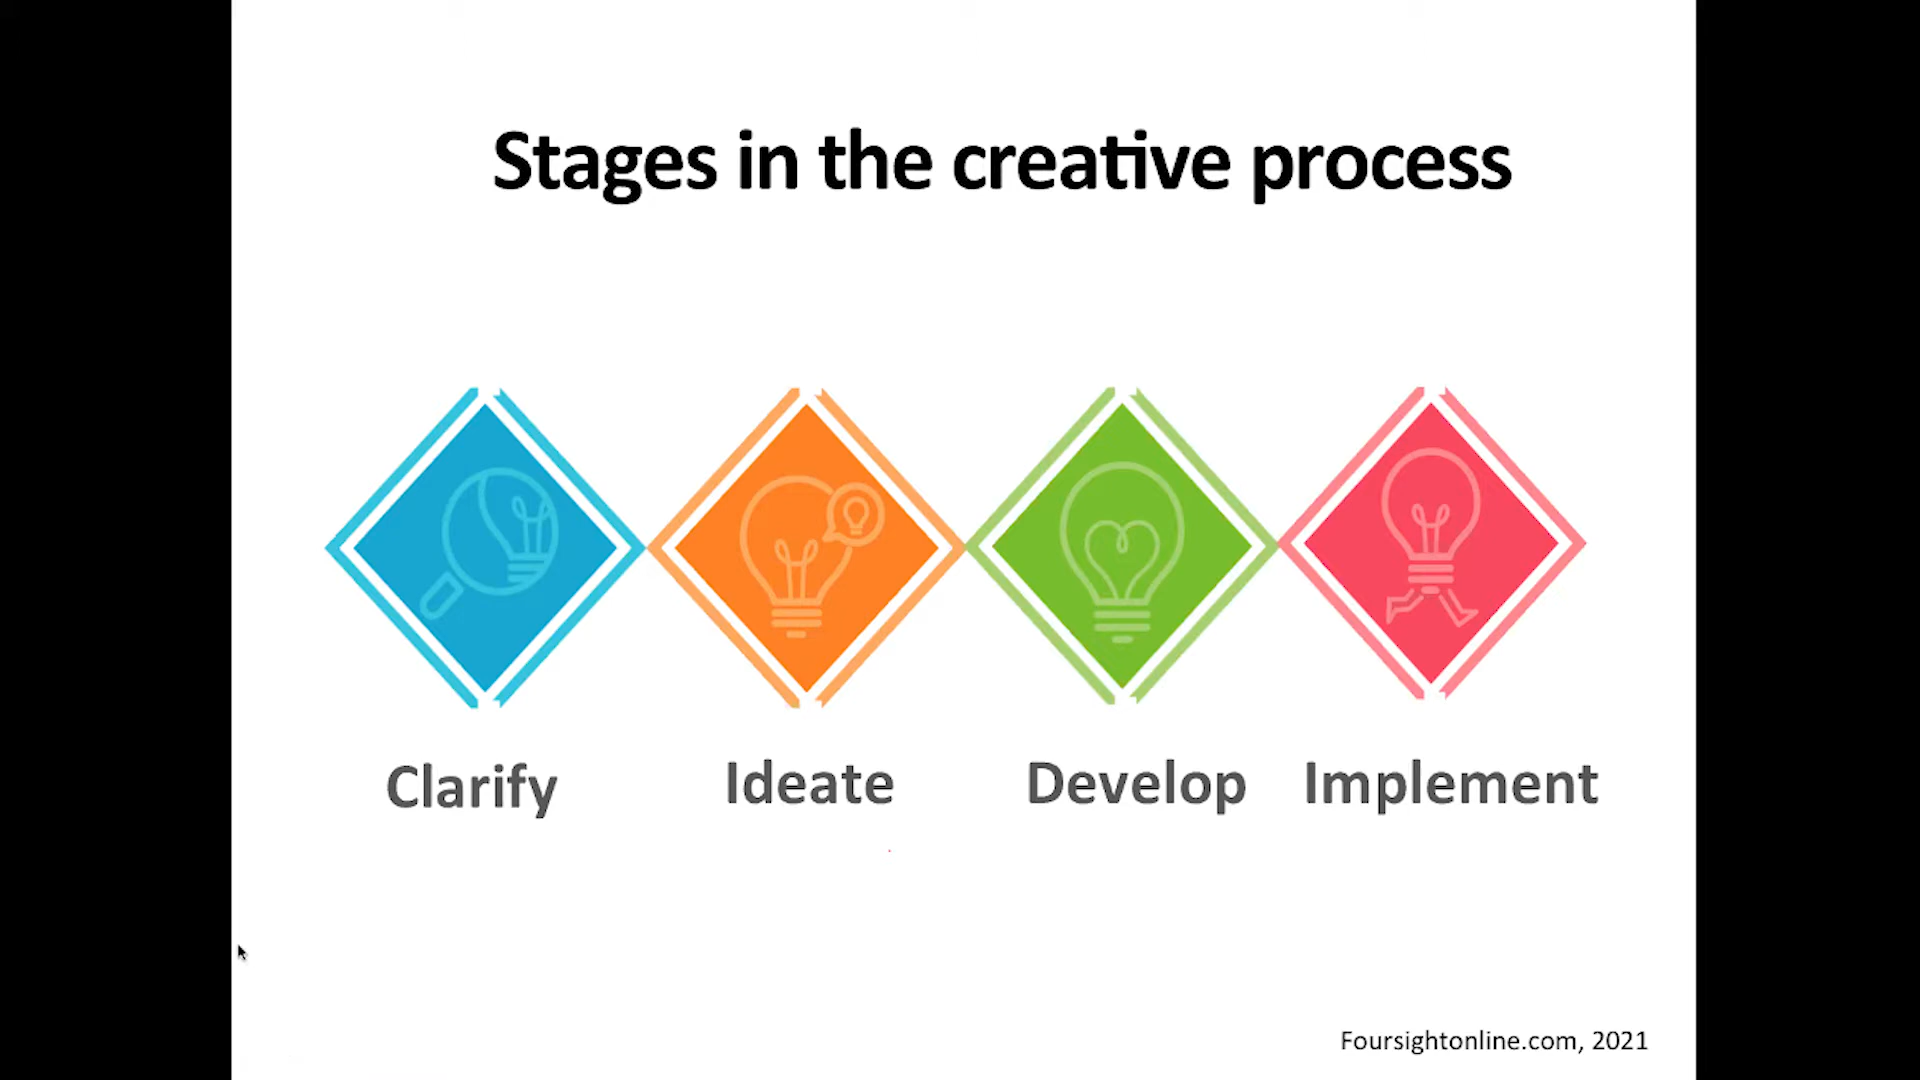 Stages in the creative process
Clarify
Ideate
Develop
Implement
Foursightonline.com, 2021